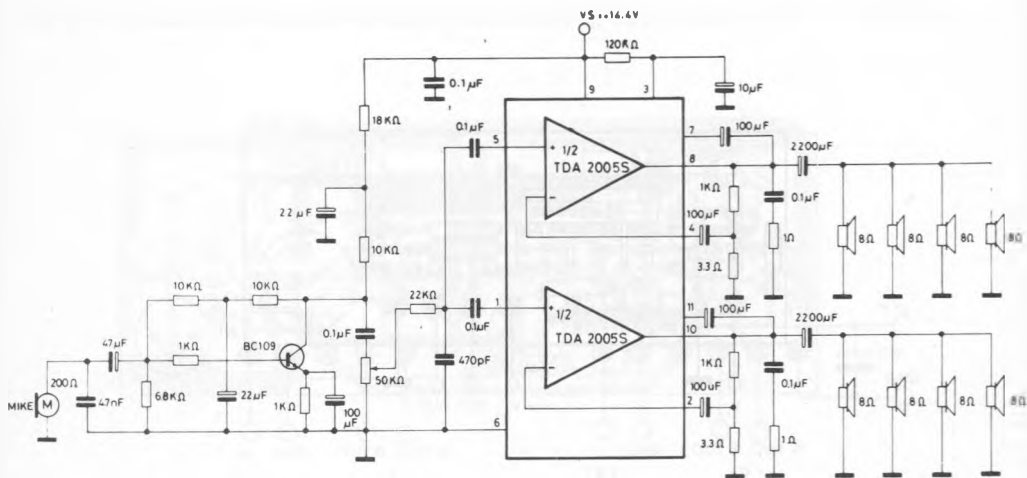 VS=14.4V
120KΩ
0.1µF
9
3
10µF
18KΩ
0.1µF
5
7
100µF
1/2
TDA 2005S
8
2200µF
22µF
1KΩ
0.1µF
100µF
4
8Ω
8Ω
8Ω
8Ω
10KΩ
3.3Ω
1Ω
10KΩ
10KΩ
22KΩ
1
0.1µF
11
100µF
1/2
TDA 2005S
10
2200µF
47µF
1KΩ
BC109
0.1µF
470pF
50KΩ
1KΩ
0.1µF
100µF
2
200Ω
MIKE
M
47nF
6.8KΩ
22µF
1KΩ
100
µF
6
3.3Ω
1Ω
8Ω
8Ω
8Ω
8Ω